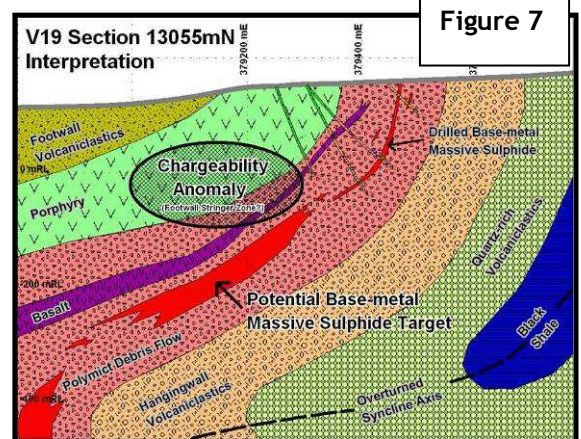 Figure 7
V19 Section 13055mN
Interpretation
379200 mE
379400 mE
Footwall
Volcaniclastics
0 mRL
Porphyry
Chargeability
Anomaly
(Footwall Stringer Zone?)
Drilled Base-metal
Massive Sulphide
Quartz-rich
Volcaniclastics
-200 mRL
Basalt
Potential Base-metal
Massive Sulphide Target
Polymict Debris Flow
Black
Shale
Hangingwall
Volcaniclastics
Overturned
Syncline Axis
-400 mRL